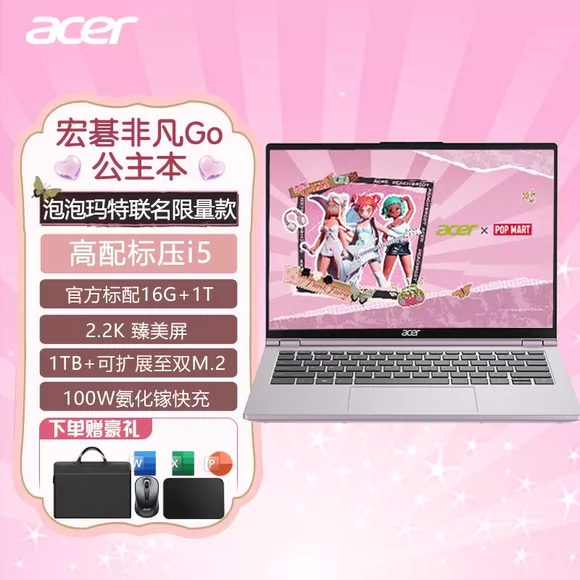 acer
宏碁非凡Go
公主本
泡泡玛特联名限量款
高配标压i5
官方标配16G+1T
2.2K 臻美屏
1TB+可扩展至双M.2
100W氨化镓快充
下单赠豪礼
W X P
acer
acer × POP MART
acer